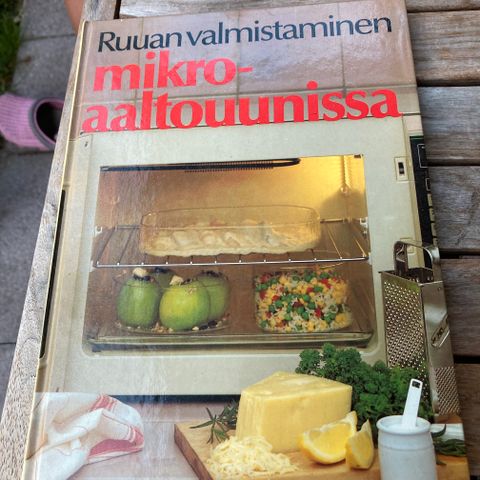 Ruuan valmistaminen
mikro-
aaltouunissa